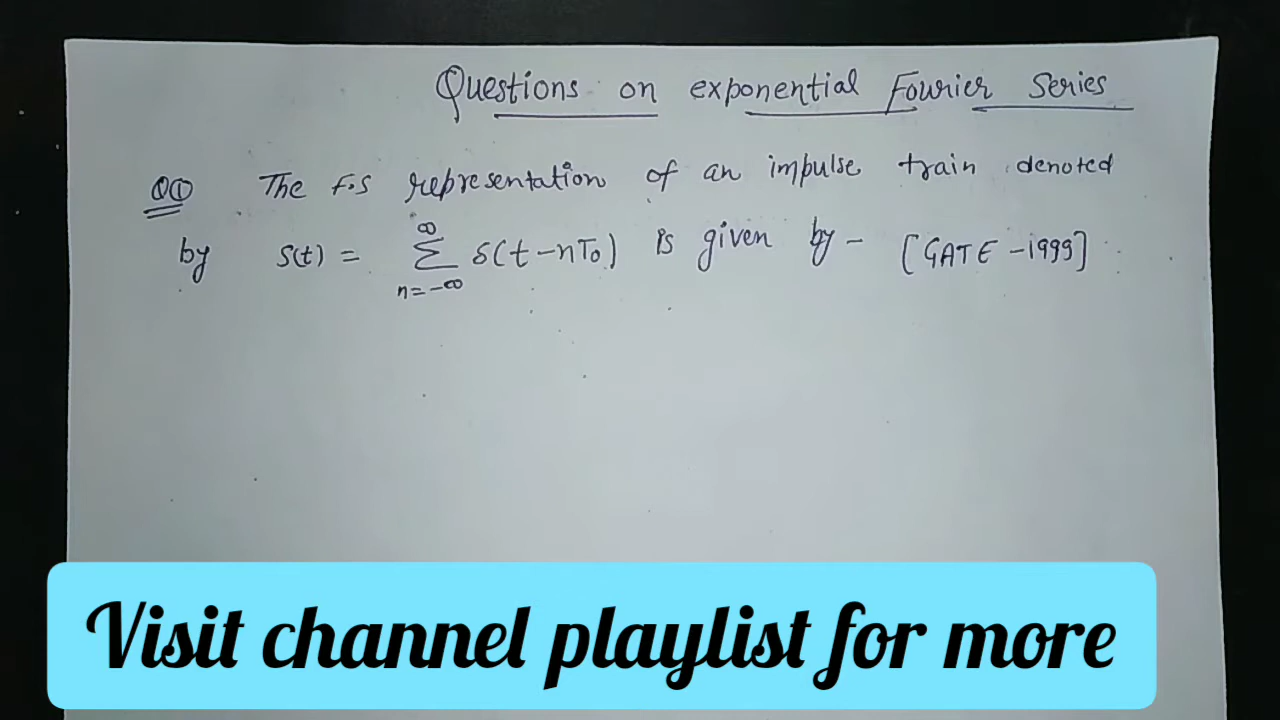 Questions on exponential Fourier Series
Q① The F.S representation of an impulse train denoted
by S(t) = ∞∑n=-∞ δ(t-nT₀) is given by - [GATE -1999]
Visit channel playlist for more